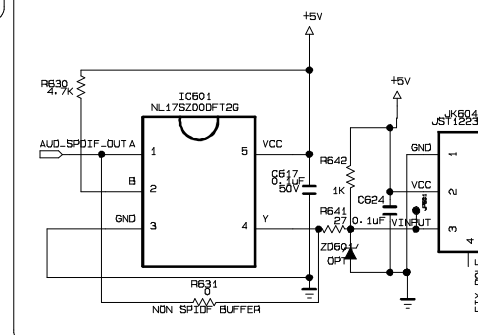 +5V
R630
4.7K
IC601
NL17SZ00DFT2G
+5V
JK604
JST1223
AUD_SPDIF_OUT
A
1
5
VCC
B
2
C617
0.1uF
50V
R642
1K
GND
1
VCC
2
GND
3
4
Y
R641
27
C624
0.1uF
VINPUT
3
ZD601
OPT
4
R631
0
NON SPIDF BUFFER